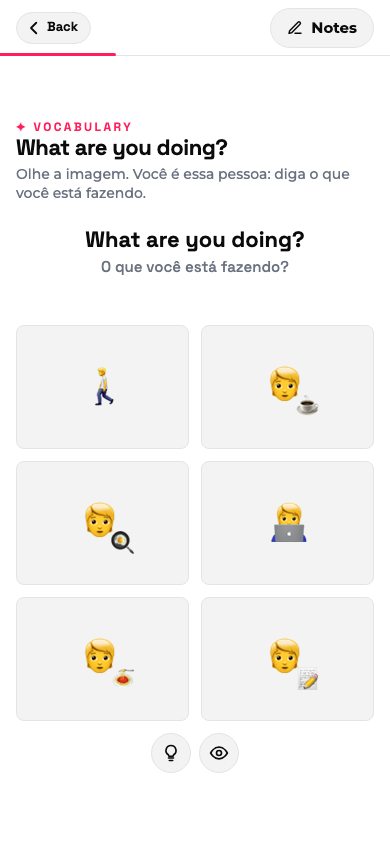 Back
Notes
VOCABULARY
What are you doing?
Olhe a imagem. Você é essa pessoa: diga o que
você está fazendo.
What are you doing?
O que você está fazendo?